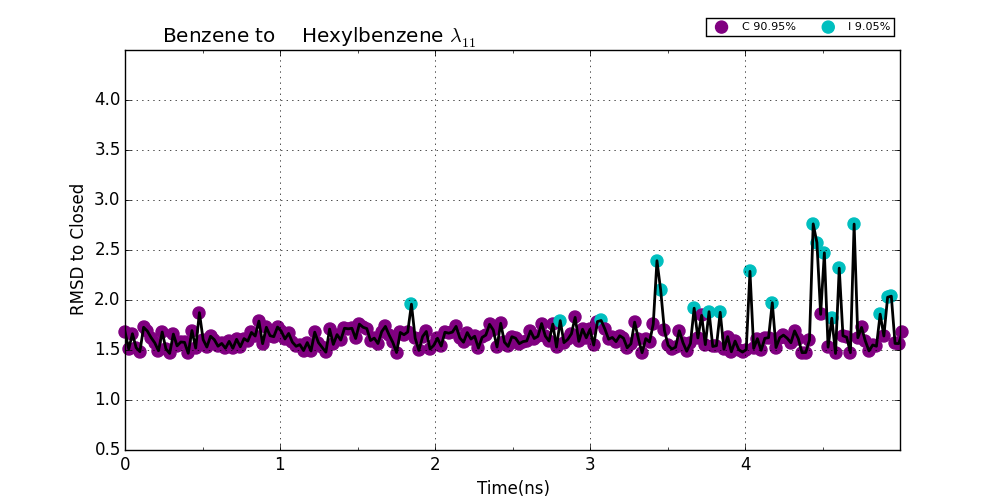 Benzene to Hexylbenzene λ₁₁
C 90.95% I 9.05%
4.0
3.5
3.0
2.5
2.0
1.5
1.0
0.5
RMSD to Closed
0 1 2 3 4
Time(ns)